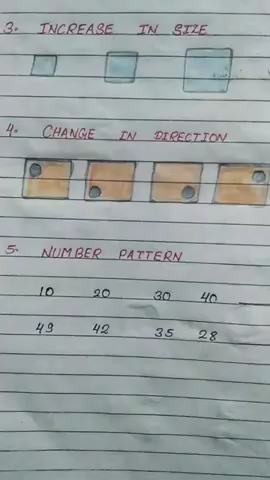 3. INCREASE IN SIZE
4. CHANGE IN DIRECTION
5. NUMBER PATTERN
10 20 30 40
49 42 35 28